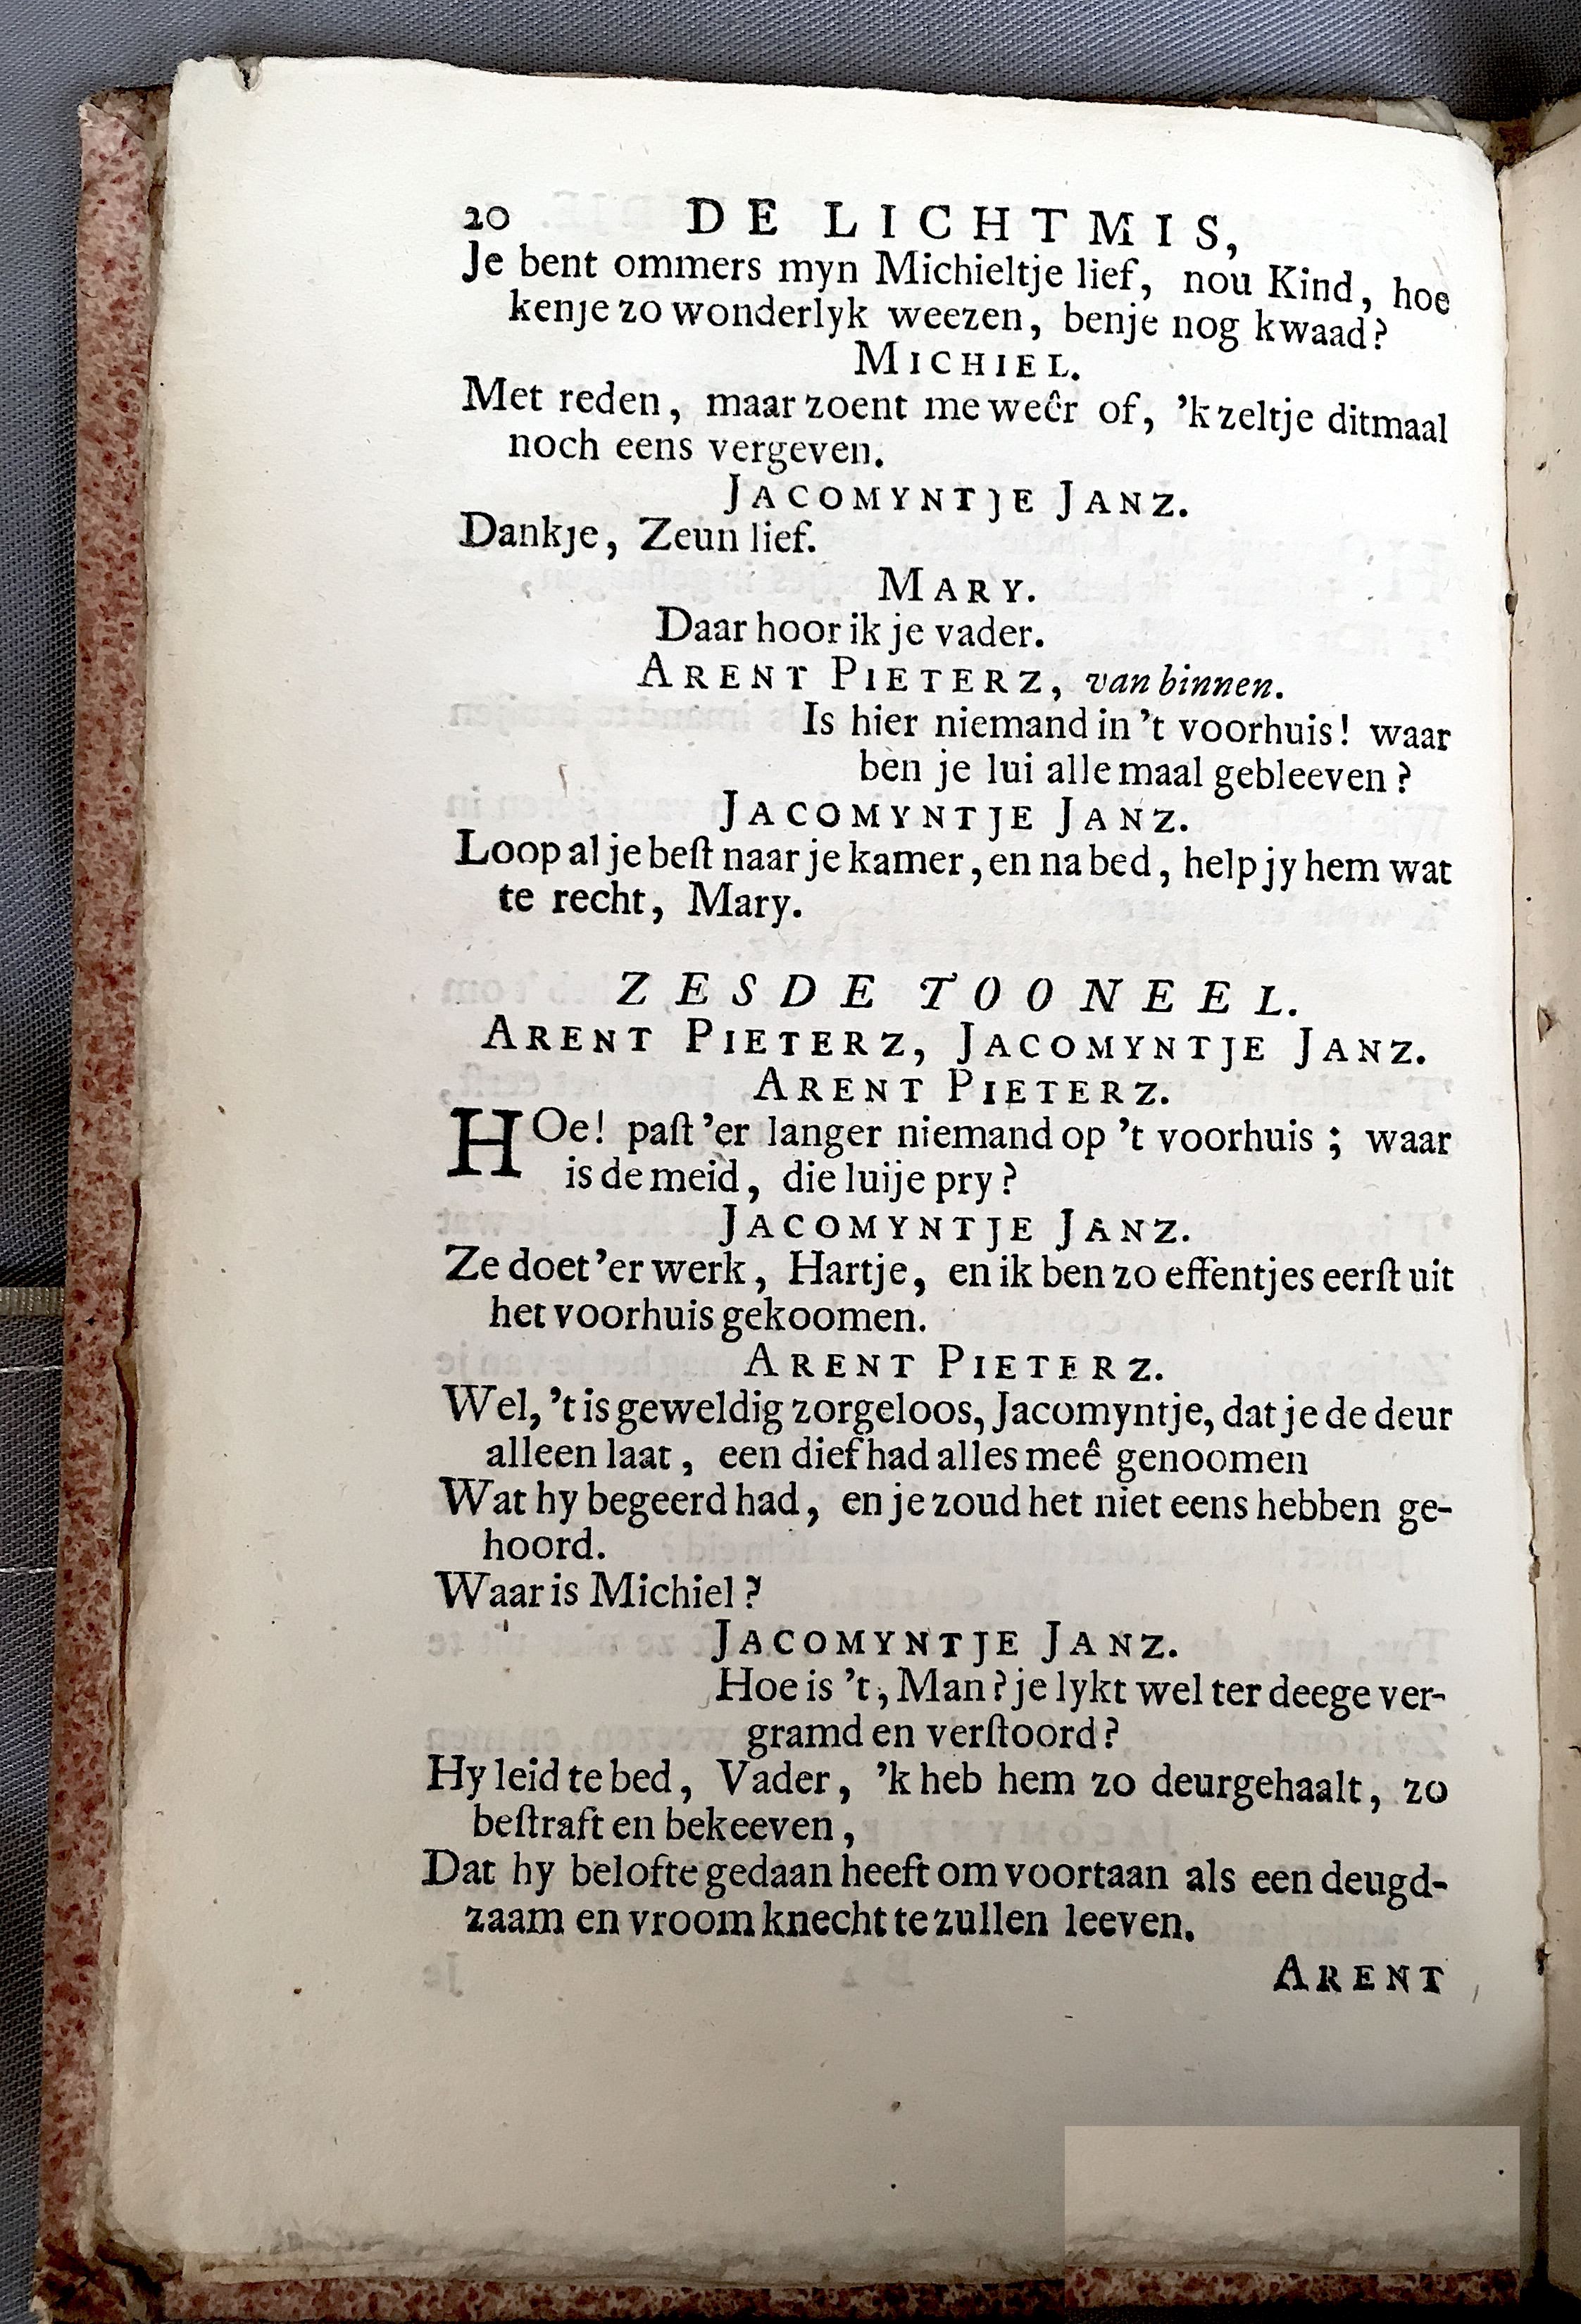 20 DE LICHTMIS,
Je bent ommers myn Michieltje lief, nou Kind, hoe
kenje zo wonderlyk weezen, benje nog kwaad?
MICHIEL.
Met reden, maar zoent me weêr of, 'k zeltje ditmaal
noch eens vergeven.
JACOMYNTJE JANZ.
Dankje, Zeun lief.
MARY.
Daar hoor ik je vader.
ARENT PIETERZ, van binnen.
Is hier niemand in 't voorhuis! waar
ben je lui allemaal gebleeven?
JACOMYNTJE JANZ.
Loop al je beſt naar je kamer, en na bed, help jy hem wat
te recht, Mary.
ZESDE TOONEEL.
ARENT PIETERZ, JACOMYNTJE JANZ.
ARENT PIETERZ.
HOe! paſt 'er langer niemand op 't voorhuis; waar
is de meid, die luije pry?
JACOMYNTJE JANZ.
Ze doet 'er werk, Hartje, en ik ben zo effentjes eerſt uit
het voorhuis gekoomen.
ARENT PIETERZ.
Wel, 't is geweldig zorgeloos, Jacomyntje, dat je de deur
alleen laat, een dief had alles meê genoomen
Wat hy begeerd had, en je zoud het niet eens hebben ge-
hoord.
Waar is Michiel?
JACOMYNTJE JANZ.
Hoe is 't, Man? je lykt wel ter deege ver-
gramd en verſtoord?
Hy leid te bed, Vader, 'k heb hem zo deurgehaalt, zo
beſtraft en bekeeven,
Dat hy belofte gedaan heeft om voortaan als een deugd-
zaam en vroom knecht te zullen leeven.
ARENT